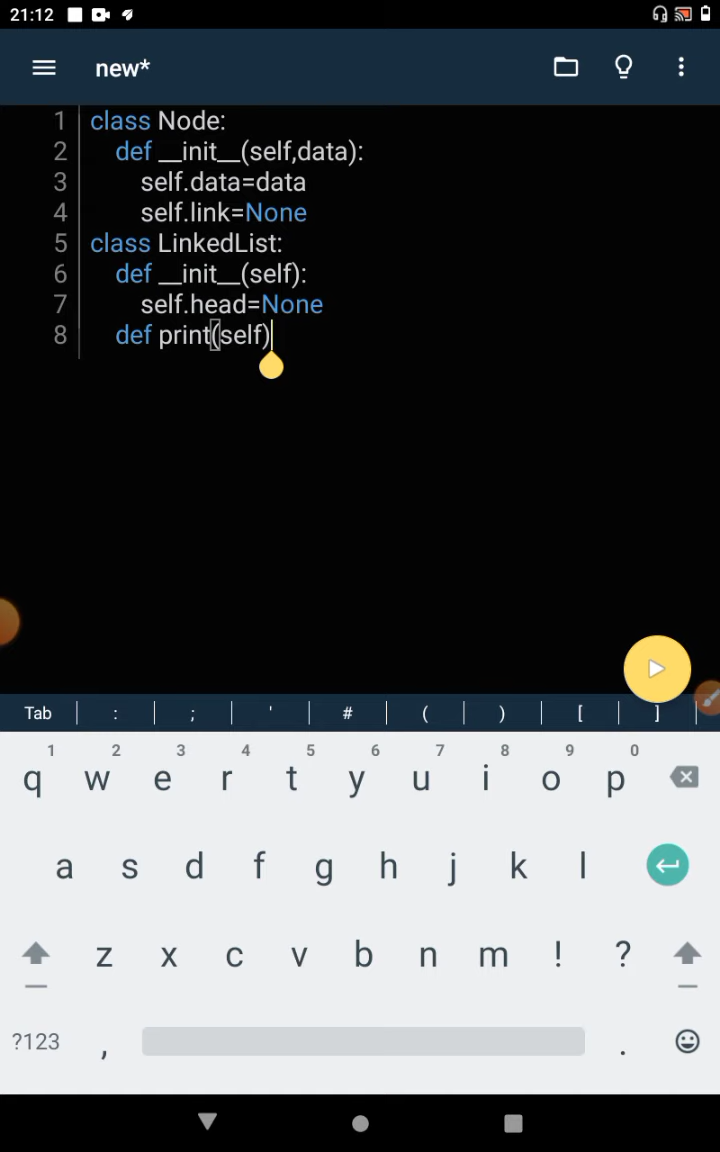 21:12
new*
1 class Node:
2 def __init__(self,data):
3 self.data=data
4 self.link=None
5 class LinkedList:
6 def __init__(self):
7 self.head=None
8 def print(self)
Tab : ; ' # ( ) [ ]
1 2 3 4 5 6 7 8 9 0
q w e r t y u i o p
a s d f g h j k l
z x c v b n m ! ?
?123 , .